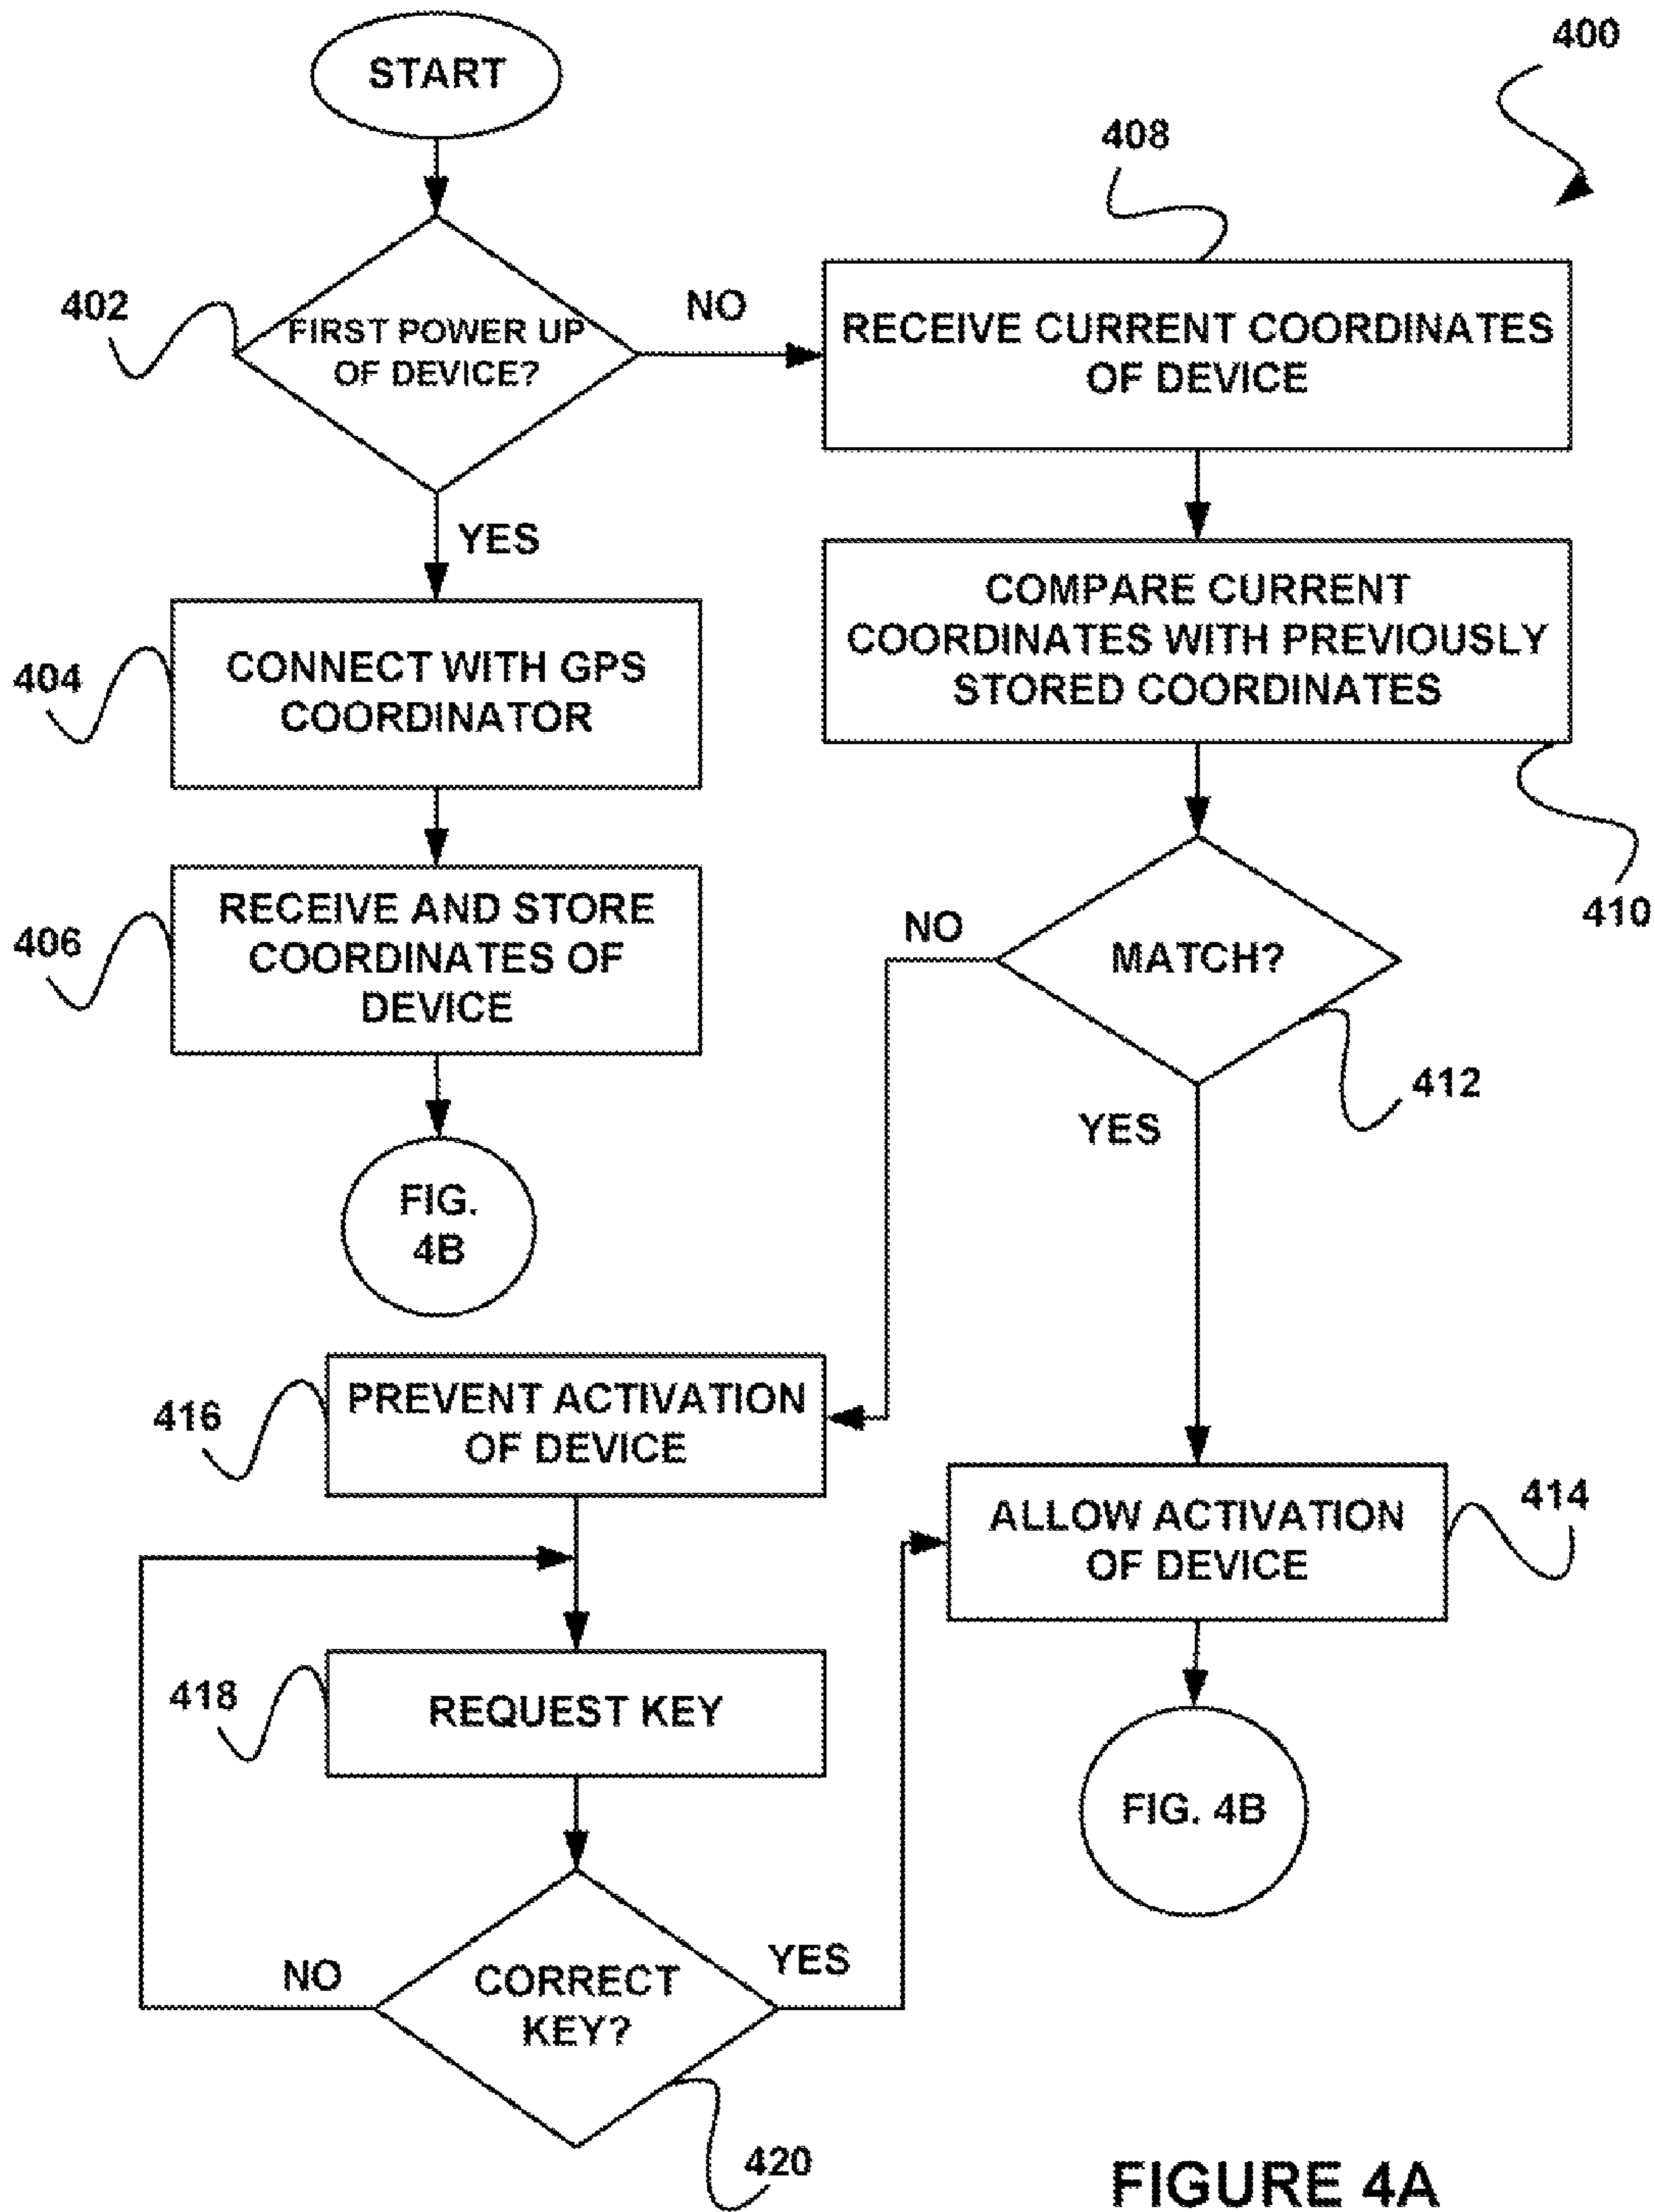 START
400
408
402
FIRST POWER UP
OF DEVICE?
NO
RECEIVE CURRENT COORDINATES
OF DEVICE
YES
404
CONNECT WITH GPS
COORDINATOR
COMPARE CURRENT
COORDINATES WITH PREVIOUSLY
STORED COORDINATES
410
406
RECEIVE AND STORE
COORDINATES OF
DEVICE
NO
MATCH?
412
YES
FIG.
4B
416
PREVENT ACTIVATION
OF DEVICE
414
ALLOW ACTIVATION
OF DEVICE
418
REQUEST KEY
FIG. 4B
NO
CORRECT
KEY?
YES
420
FIGURE 4A